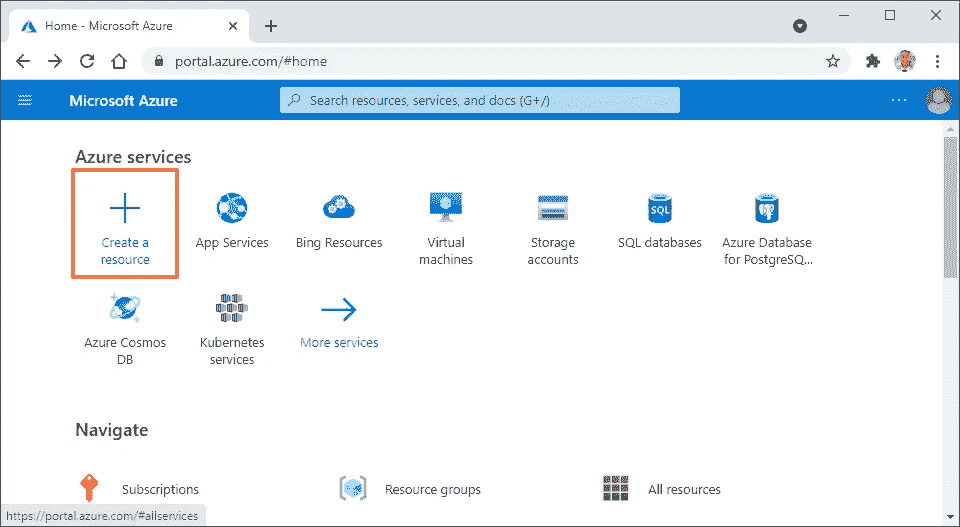 Home - Microsoft Azure
portal.azure.com/#home
Microsoft Azure
Search resources, services, and docs (G+/)
Azure services
Create a
resource
App Services
Bing Resources
Virtual
machines
Storage
accounts
SQL
SQL databases
Azure Database
for PostgreSQ...
Azure Cosmos
DB
Kubernetes
services
More services
Navigate
Subscriptions
Resource groups
All resources
https://portal.azure.com/#allservices